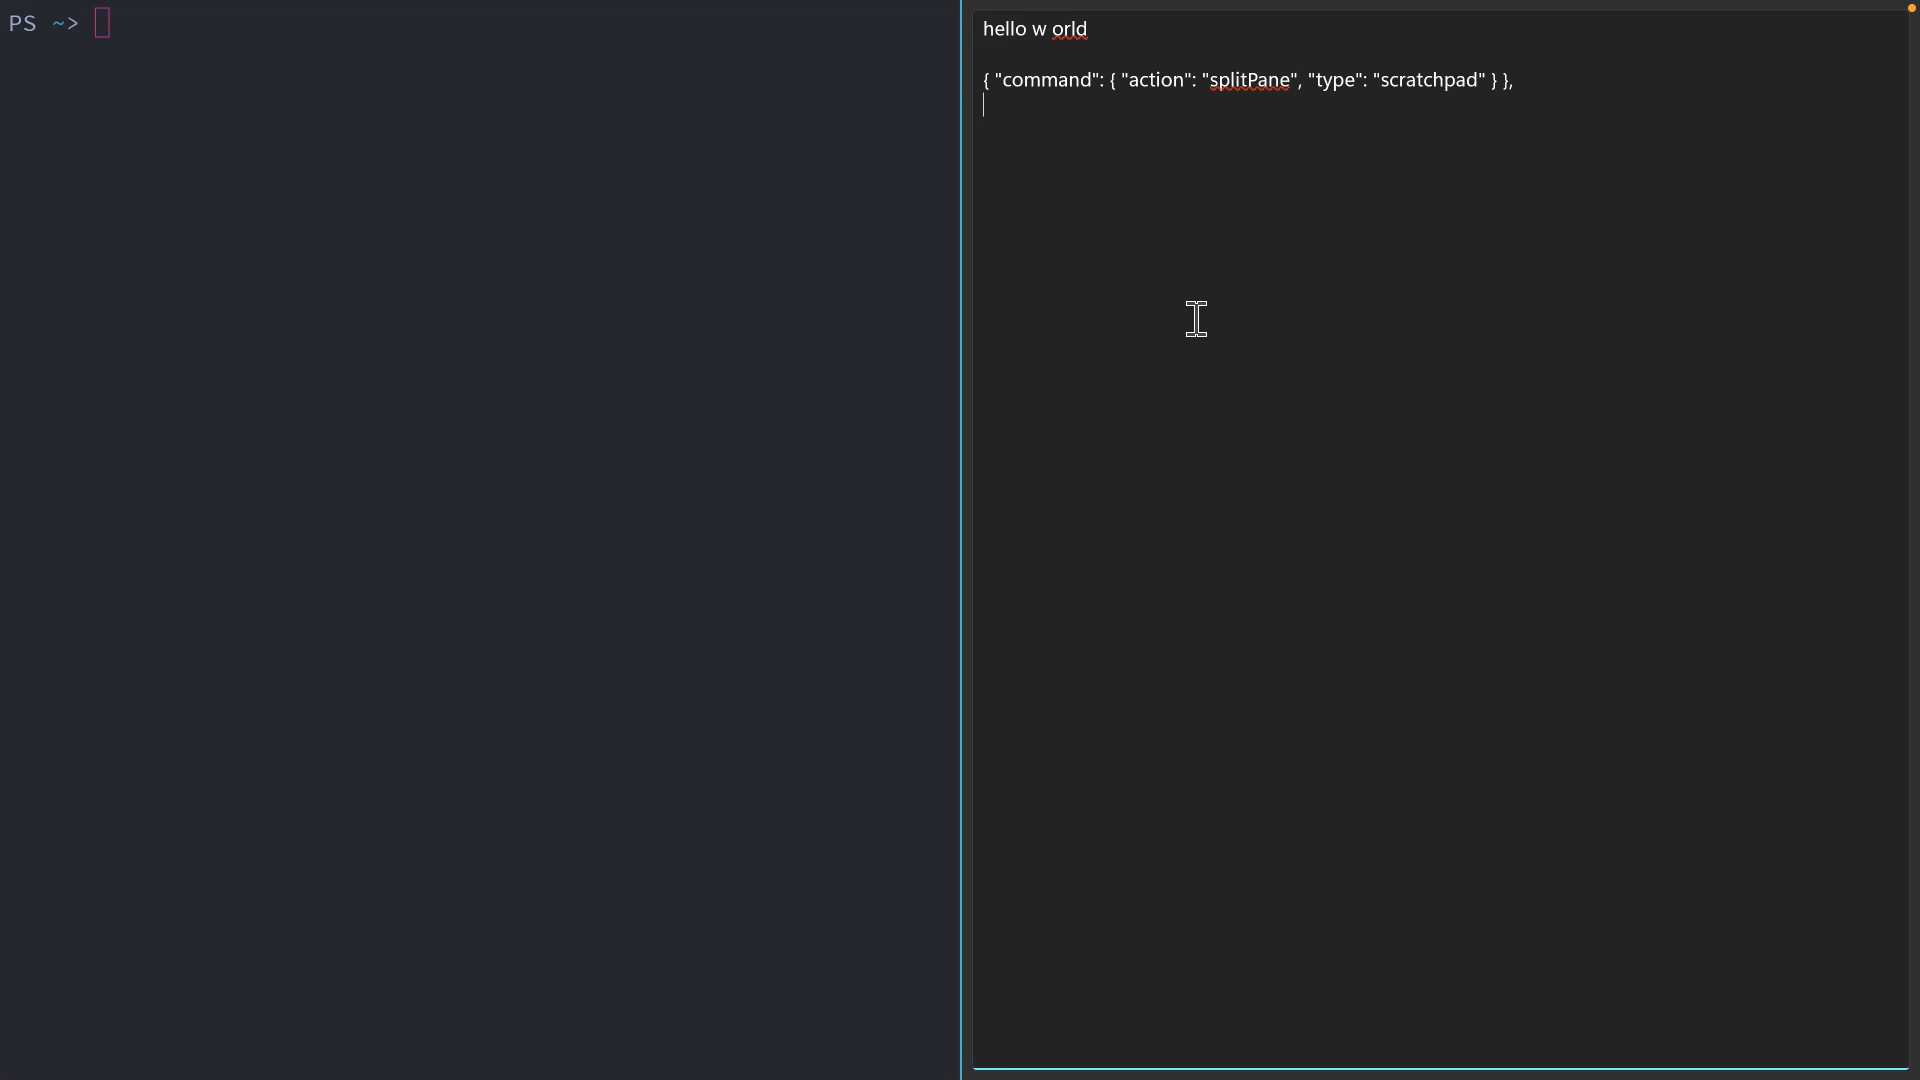 PS ~>
hello w orld
{ "command": { "action": "splitPane", "type": "scratchpad" } },